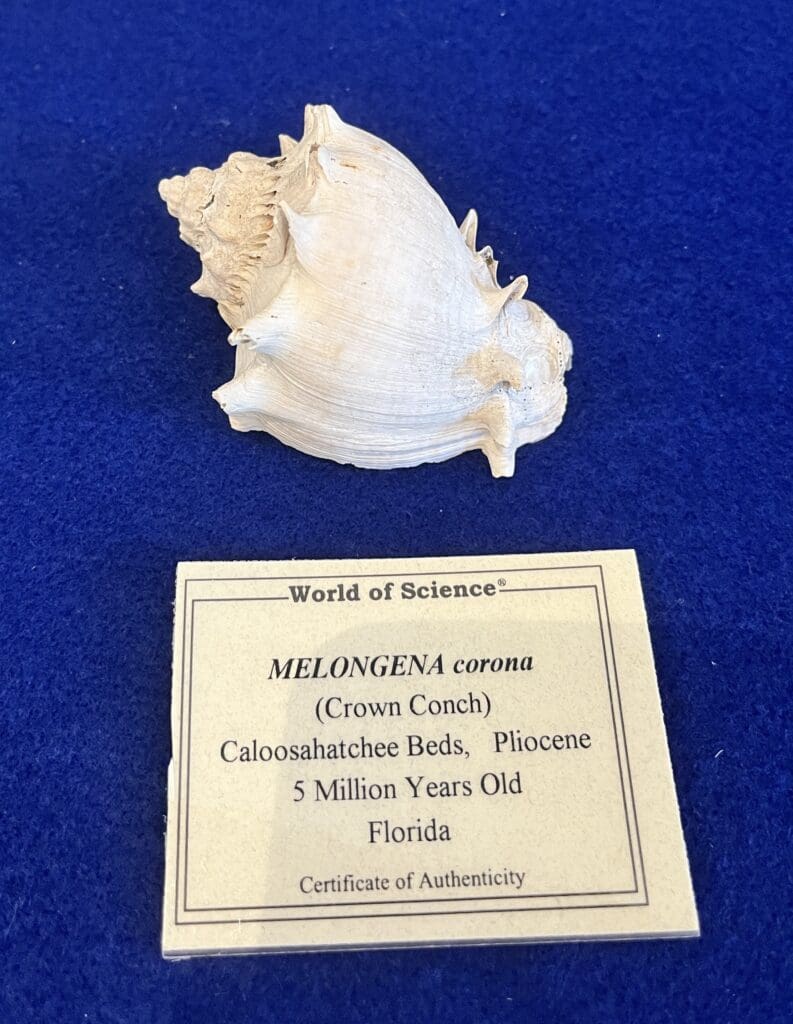 World of Science®
MELONGENA corona
(Crown Conch)
Caloosahatchee Beds, Pliocene
5 Million Years Old
Florida
Certificate of Authenticity